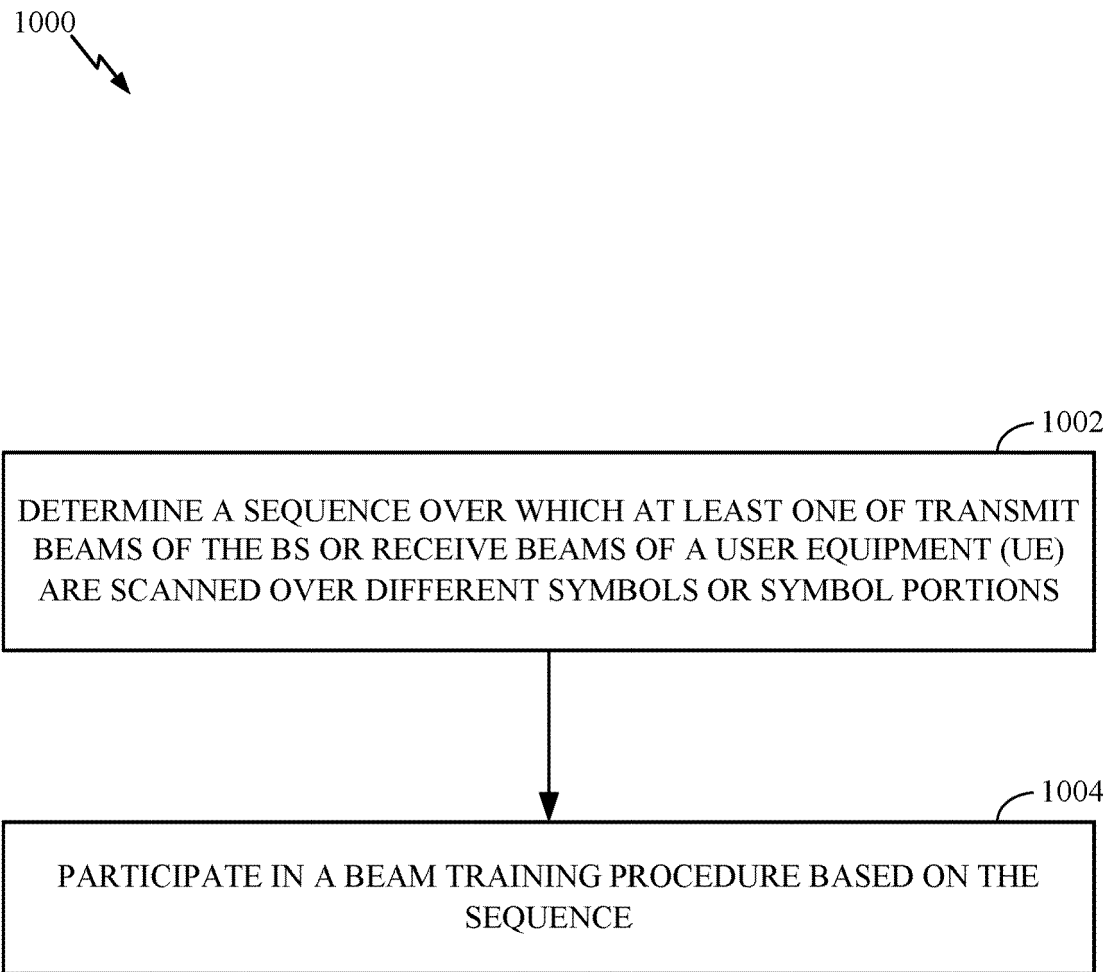 1000
1002
DETERMINE A SEQUENCE OVER WHICH AT LEAST ONE OF TRANSMIT
BEAMS OF THE BS OR RECEIVE BEAMS OF A USER EQUIPMENT (UE)
ARE SCANNED OVER DIFFERENT SYMBOLS OR SYMBOL PORTIONS
1004
PARTICIPATE IN A BEAM TRAINING PROCEDURE BASED ON THE
SEQUENCE